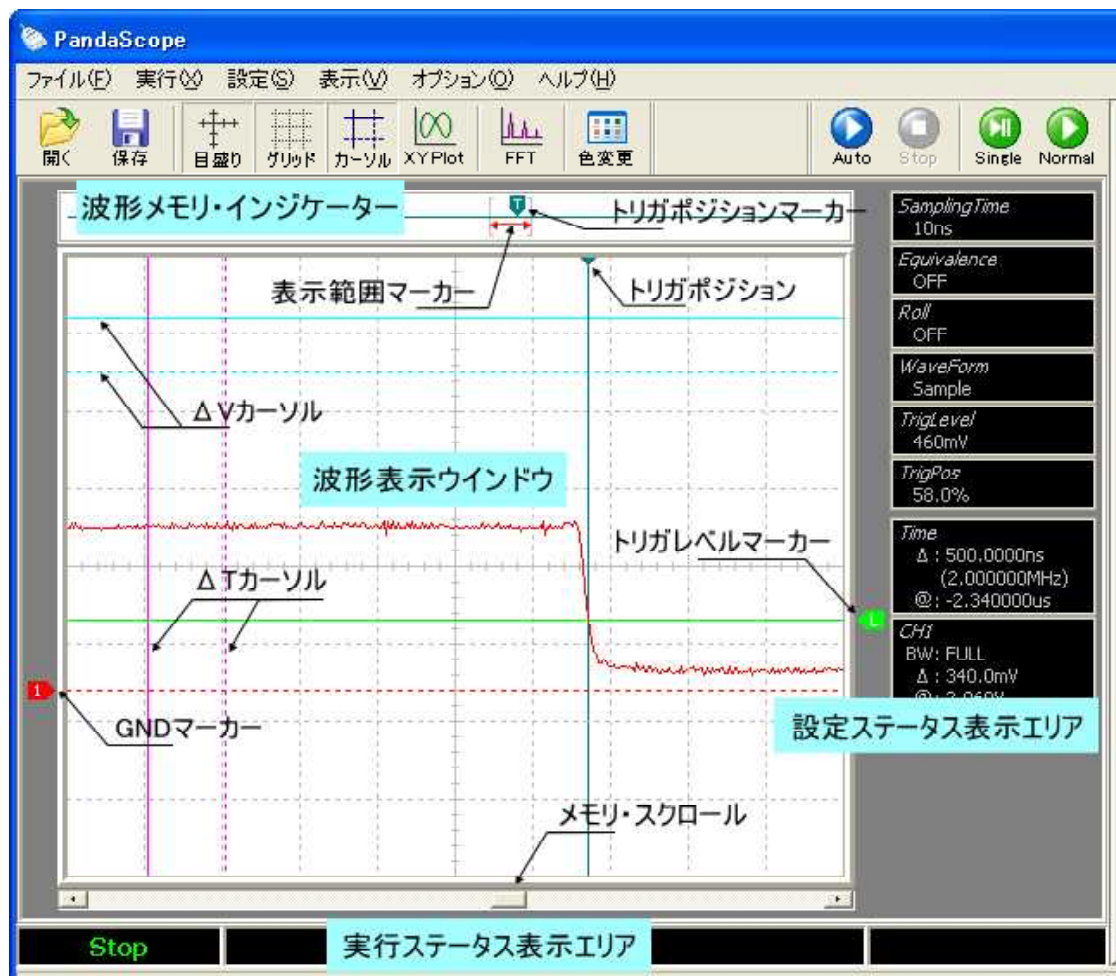 PandaScope
ファイル(F) 実行(X) 設定(S) 表示(V) オプション(O) ヘルプ(H)
開く 保存 目盛り グリッド カーソル XYPlot FFT 色変更 Auto Stop Single Normal
波形メモリ・インジケーター
T
トリガポジションマーカー
表示範囲マーカー
トリガポジション
ΔVカーソル
波形表示ウインドウ
トリガレベルマーカー
ΔTカーソル
L
1
GNDマーカー
メモリ・スクロール
SamplingTime
10ns
Equivalence
OFF
Roll
OFF
WaveForm
Sample
TrigLevel
460mV
TrigPos
58.0%
Time
Δ : 500.0000ns
(2.000000MHz)
@: -2.340000us
CH1
BW: FULL
Δ : 340.0mV
設定ステータス表示エリア
Stop
実行ステータス表示エリア